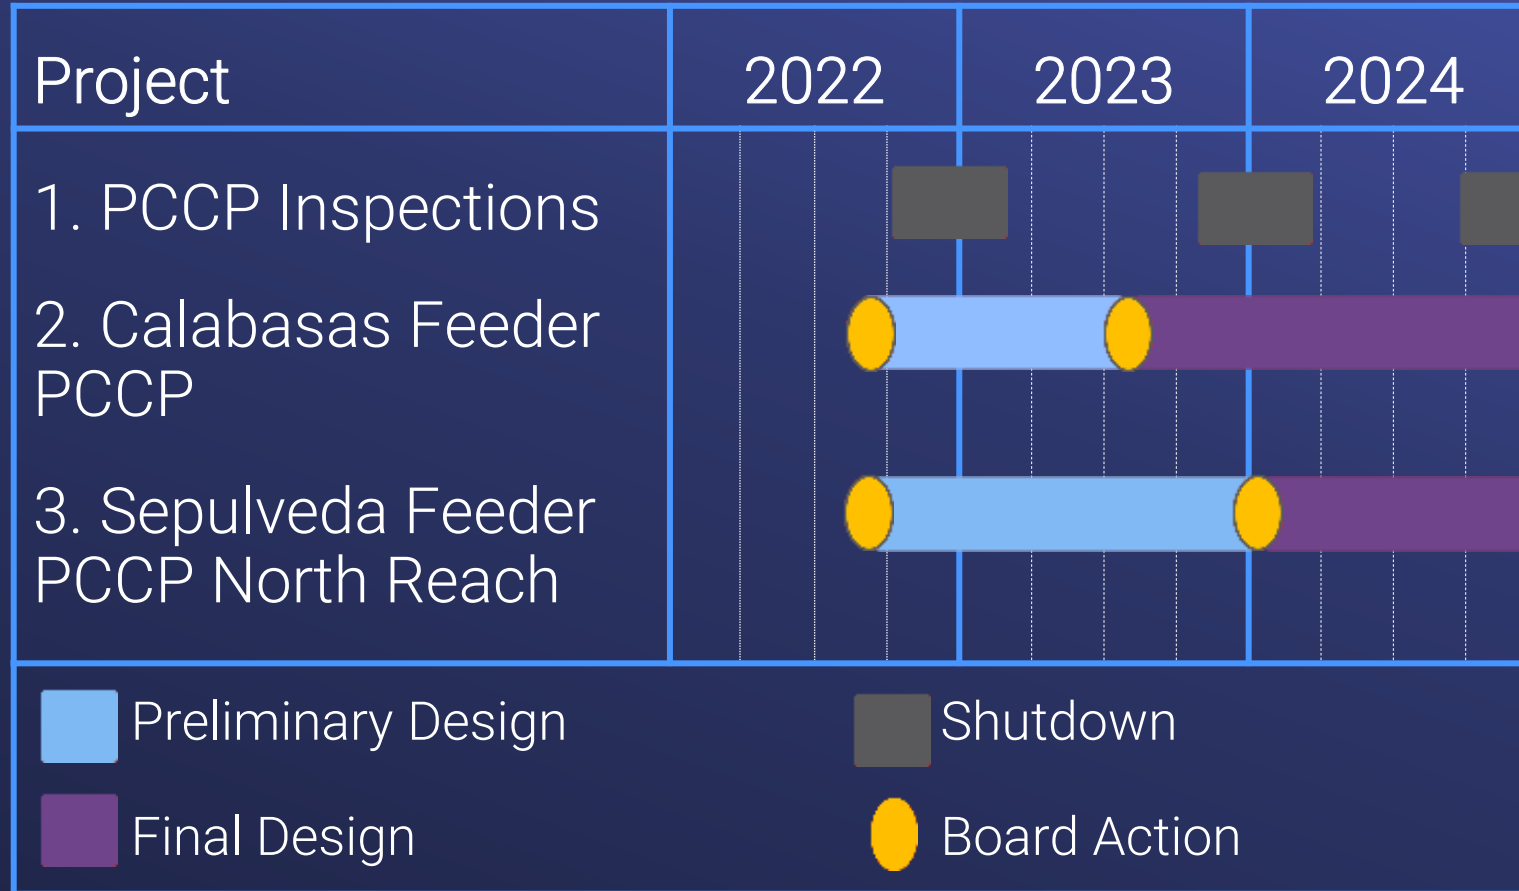 Project
2022
2023
2024
1. PCCP Inspections
2. Calabasas Feeder
PCCP
3. Sepulveda Feeder
PCCP North Reach
Preliminary Design
Shutdown
Final Design
Board Action